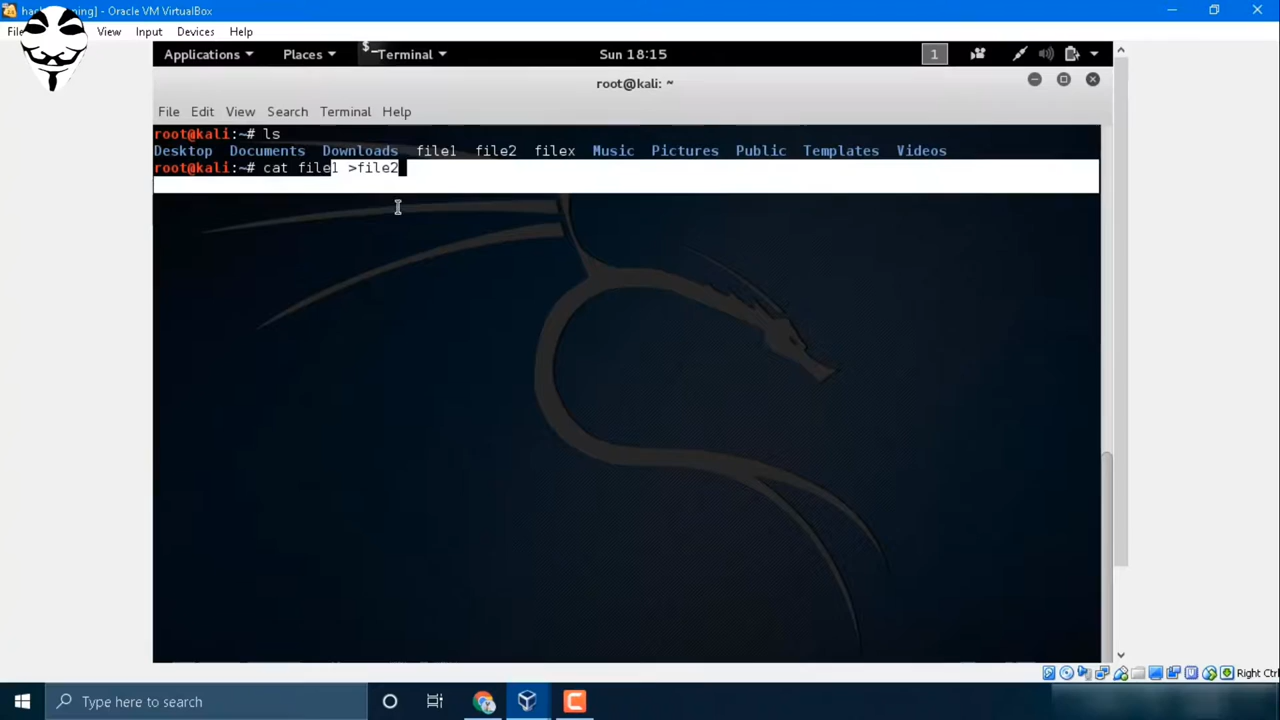 ning] - Oracle VM VirtualBox
File View Input Devices Help
Applications Places Terminal Sun 18:15 1
root@kali: ~
File Edit View Search Terminal Help
root@kali:~# ls
Desktop Documents Downloads file1 file2 filex Music Pictures Public Templates Videos
root@kali:~# cat file1 >file2
Right Ctrl
Type here to search